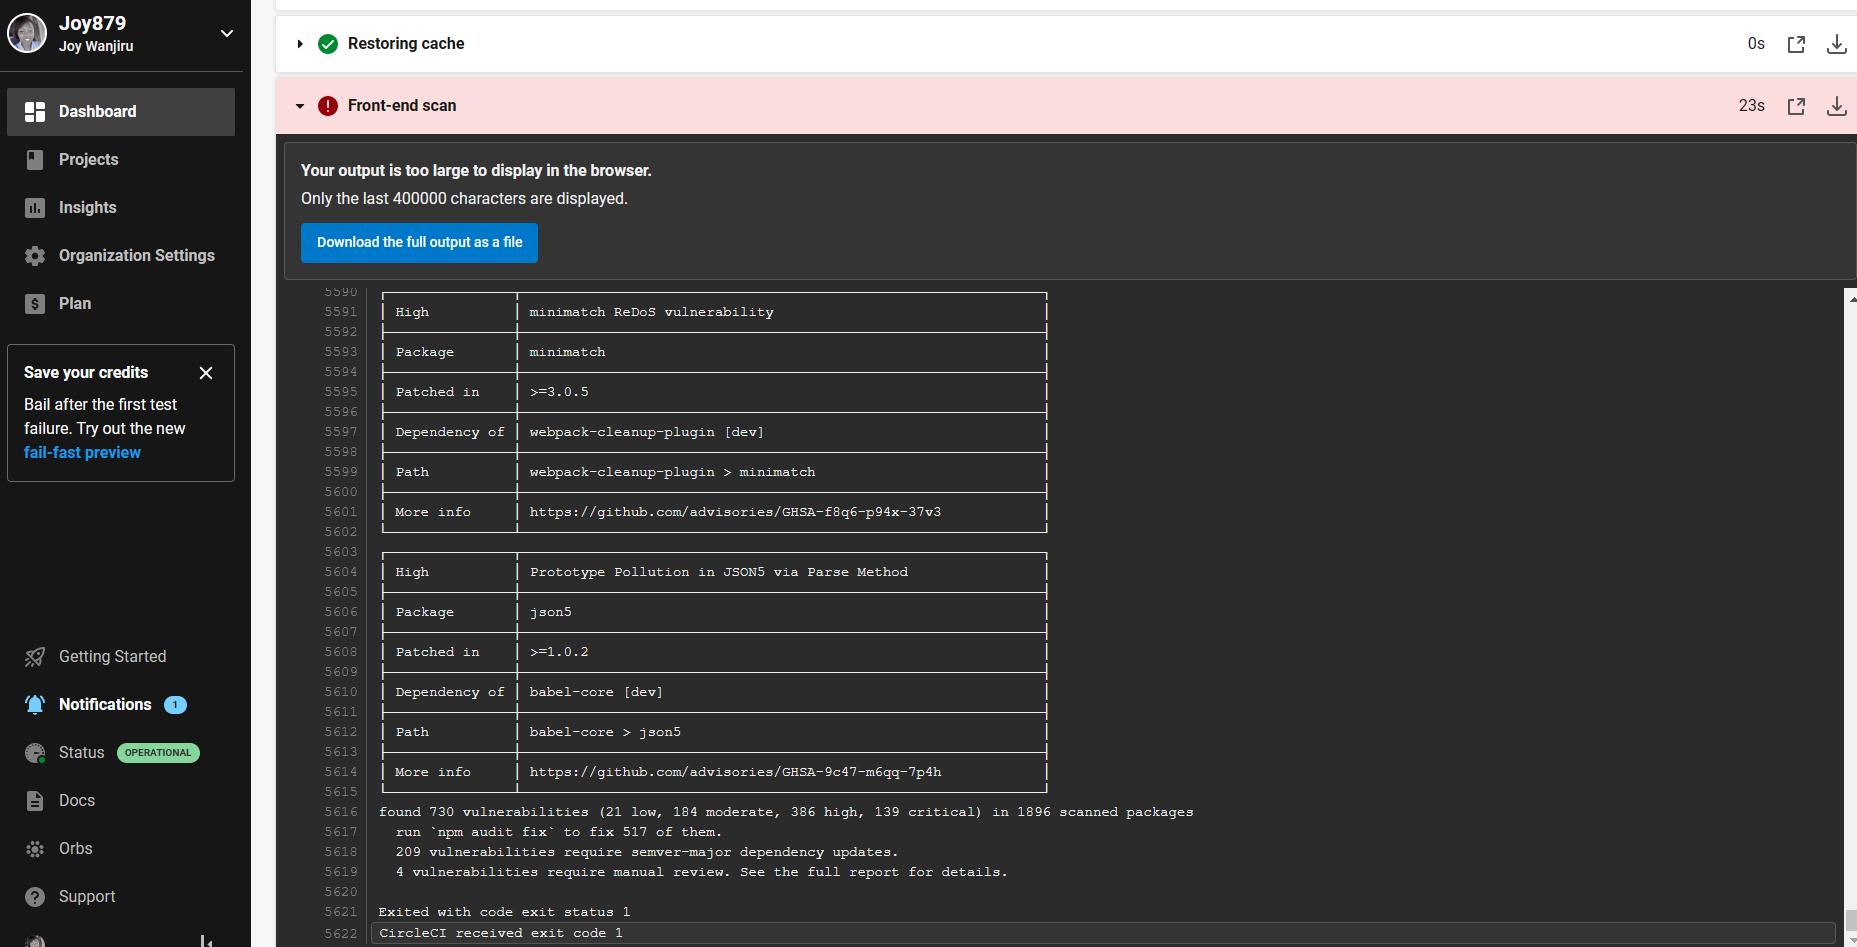 Joy879
Joy Wanjiru
Dashboard
Projects
Insights
Organization Settings
Plan
Save your credits
Bail after the first test
failure. Try out the new
fail-fast preview
Getting Started
Notifications 1
Status OPERATIONAL
Docs
Orbs
Support
Restoring cache 0s
Front-end scan 23s
Your output is too large to display in the browser.
Only the last 400000 characters are displayed.
Download the full output as a file
5590
5591 High minimatch ReDoS vulnerability
5592
5593 Package minimatch
5594
5595 Patched in >=3.0.5
5596
5597 Dependency of webpack-cleanup-plugin [dev]
5598
5599 Path webpack-cleanup-plugin > minimatch
5600
5601 More info https://github.com/advisories/GHSA-f8q6-p94x-37v3
5602
5603
5604 High Prototype Pollution in JSON5 via Parse Method
5605
5606 Package json5
5607
5608 Patched in >=1.0.2
5609
5610 Dependency of babel-core [dev]
5611
5612 Path babel-core > json5
5613
5614 More info https://github.com/advisories/GHSA-9c47-m6qq-7p4h
5615
5616 found 730 vulnerabilities (21 low, 184 moderate, 386 high, 139 critical) in 1896 scanned packages
5617 run `npm audit fix` to fix 517 of them.
5618 209 vulnerabilities require semver-major dependency updates.
5619 4 vulnerabilities require manual review. See the full report for details.
5620
5621 Exited with code exit status 1
5622 CircleCI received exit code 1